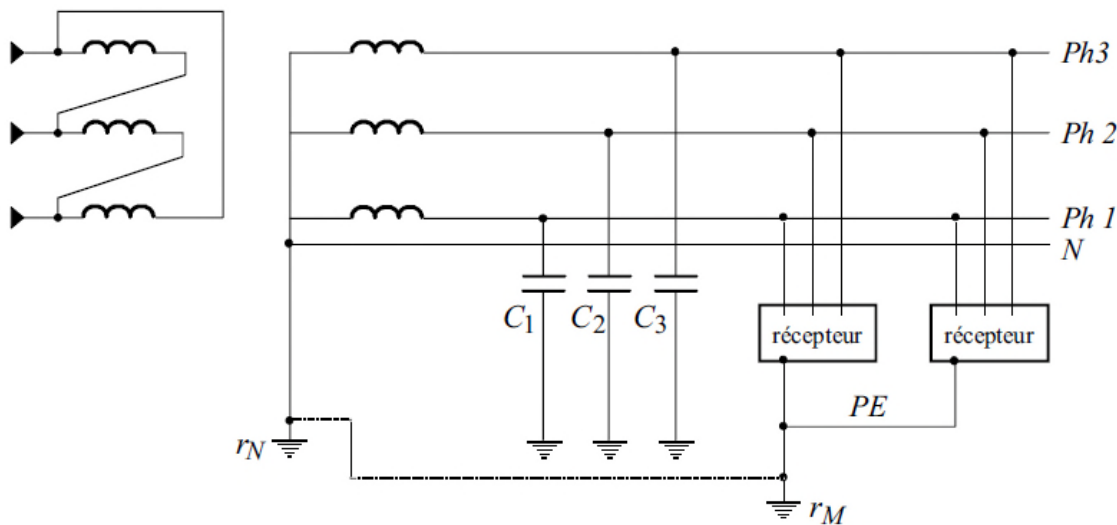 Ph3
Ph 2
Ph 1
N
C1 C2 C3
récepteur récepteur
PE
rN
rM